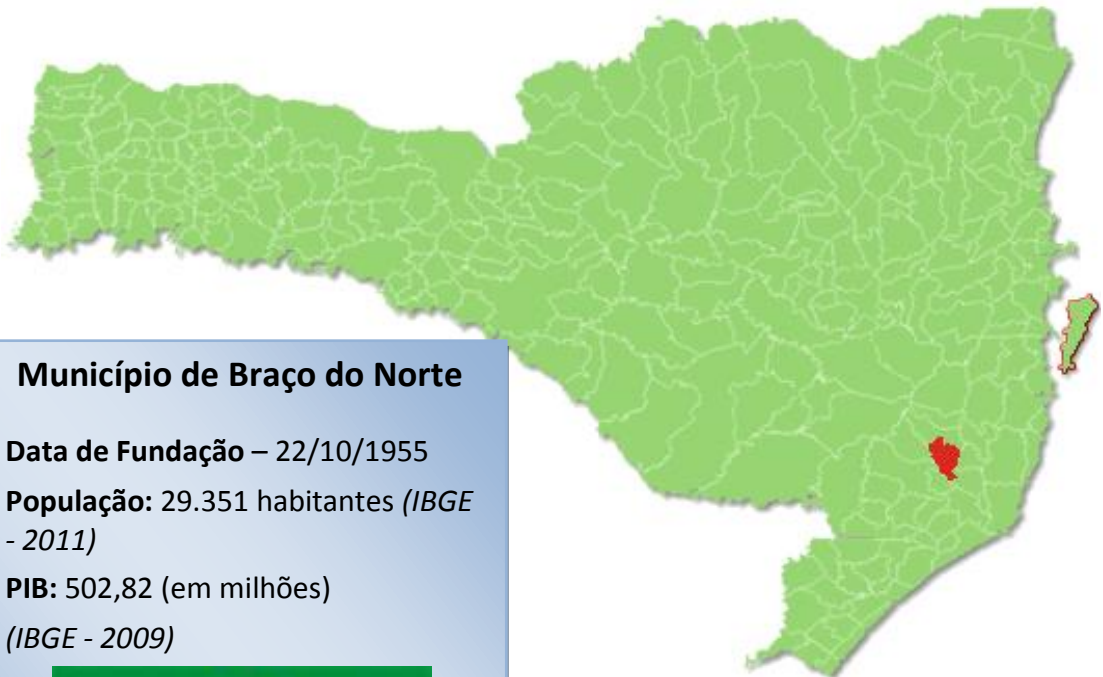 Município de Braço do Norte
Data de Fundação – 22/10/1955
População: 29.351 habitantes (IBGE
- 2011)
PIB: 502,82 (em milhões)
(IBGE - 2009)